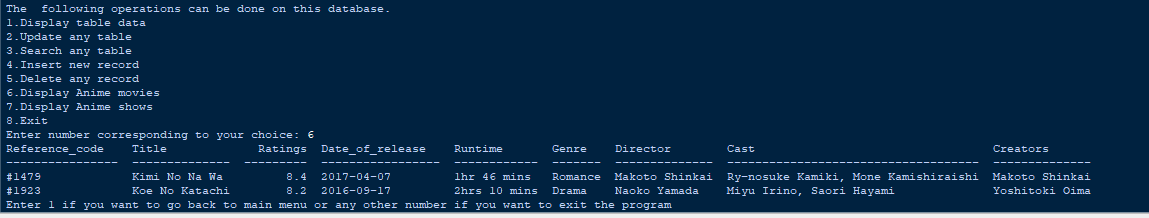 The  following operations can be done on this database.
1.Display table data
2.Update any table
3.Search any table
4.Insert new record
5.Delete any record
6.Display Anime movies
7.Display Anime shows
8.Exit
Enter number corresponding to your choice: 6
Reference_code    Title             Ratings  Date_of_release    Runtime       Genre    Director        Cast                                  Creators
----------------  --------------  ---------  -----------------  ------------  -------  --------------  ------------------------------------  --------------
#1479             Kimi No Na Wa         8.4  2017-04-07         1hr 46 mins   Romance  Makoto Shinkai  Ry-nosuke Kamiki, Mone Kamishiraishi  Makoto Shinkai
#1923             Koe No Katachi        8.2  2016-09-17         2hrs 10 mins  Drama    Naoko Yamada    Miyu Irino, Saori Hayami              Yoshitoki Oima
Enter 1 if you want to go back to main menu or any other number if you want to exit the program